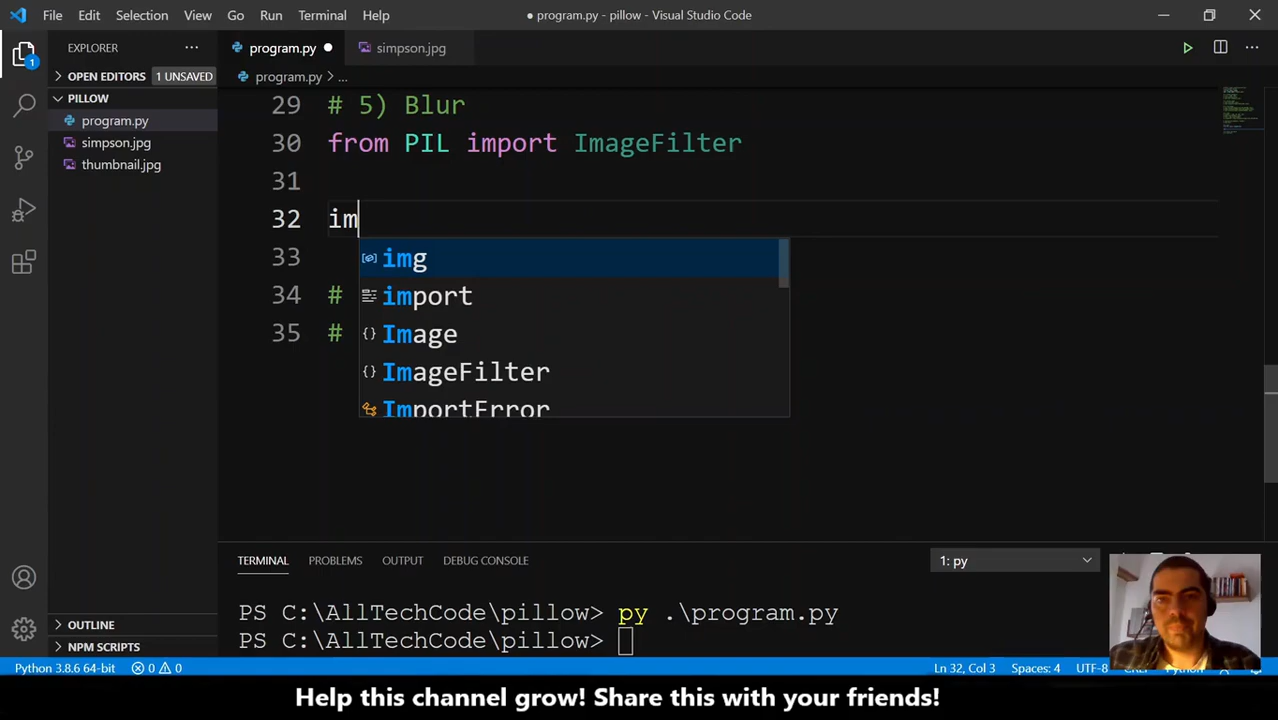 File Edit Selection View Go Run Terminal Help ● program.py - pillow - Visual Studio Code
EXPLORER ... program.py ● simpson.jpg
OPEN EDITORS 1 UNSAVED program.py > ...
PILLOW
program.py
simpson.jpg
thumbnail.jpg
29 # 5) Blur
30 from PIL import ImageFilter
31
32 im
33 img
import
34 # Image
35 # ImageFilter
ImportError
TERMINAL PROBLEMS OUTPUT DEBUG CONSOLE 1: py
PS C:\AllTechCode\pillow> py .\program.py
PS C:\AllTechCode\pillow>
OUTLINE
NPM SCRIPTS
1
Python 3.8.6 64-bit 0 0 Ln 32, Col 3 Spaces: 4 UTF-8
Help this channel grow! Share this with your friends!